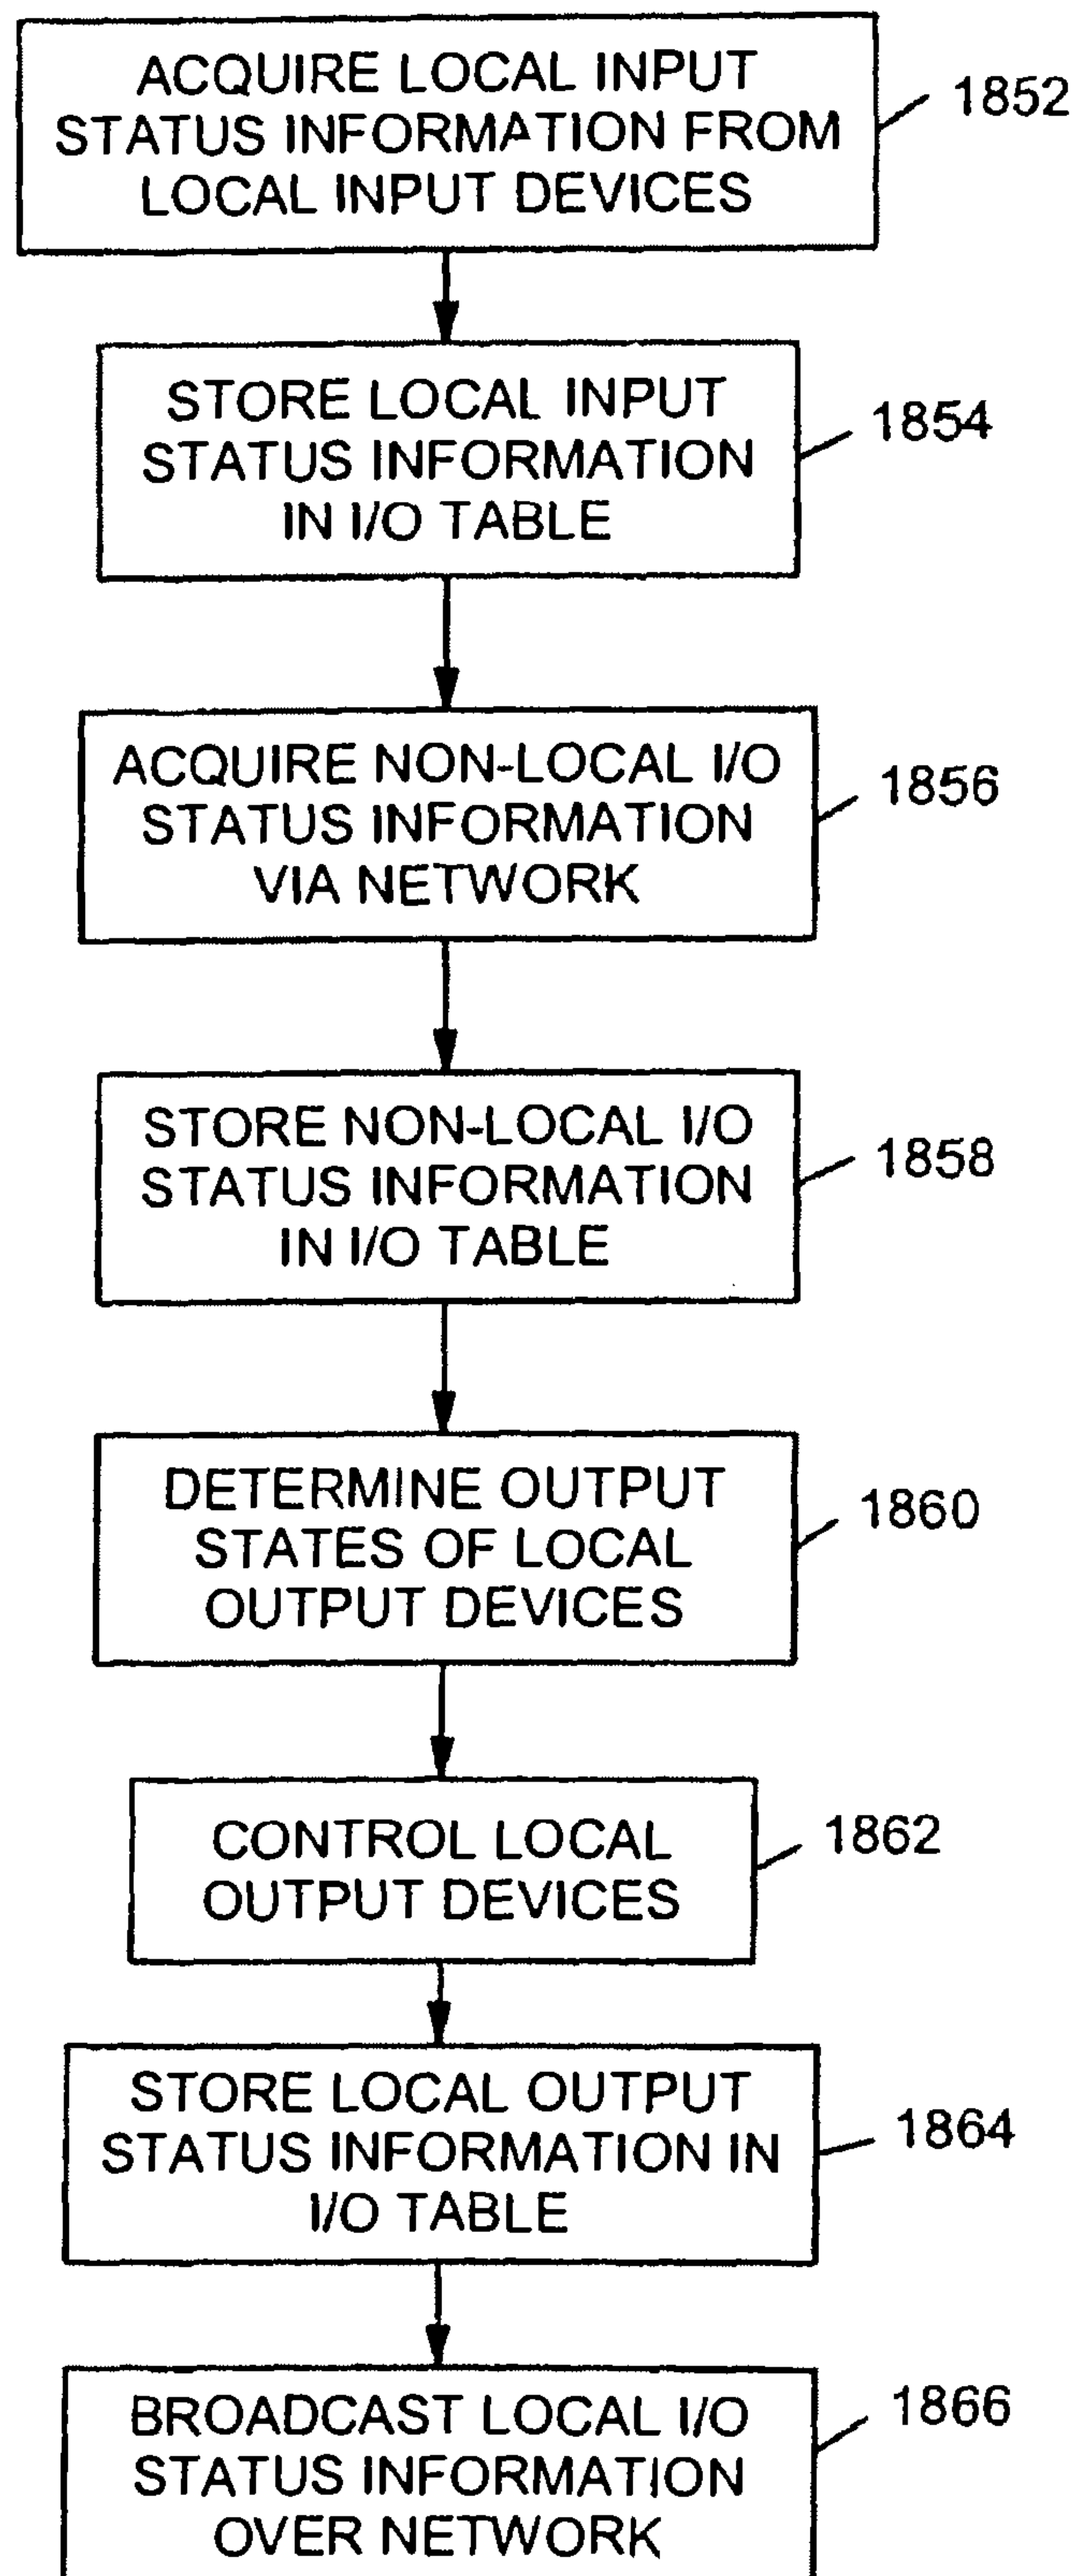 ACQUIRE LOCAL INPUT
STATUS INFORMATION FROM
LOCAL INPUT DEVICES
1852
STORE LOCAL INPUT
STATUS INFORMATION
IN I/O TABLE
1854
ACQUIRE NON-LOCAL I/O
STATUS INFORMATION
VIA NETWORK
1856
STORE NON-LOCAL I/O
STATUS INFORMATION
IN I/O TABLE
1858
DETERMINE OUTPUT
STATES OF LOCAL
OUTPUT DEVICES
1860
CONTROL LOCAL
OUTPUT DEVICES
1862
STORE LOCAL OUTPUT
STATUS INFORMATION IN
I/O TABLE
1864
BROADCAST LOCAL I/O
STATUS INFORMATION
OVER NETWORK
1866